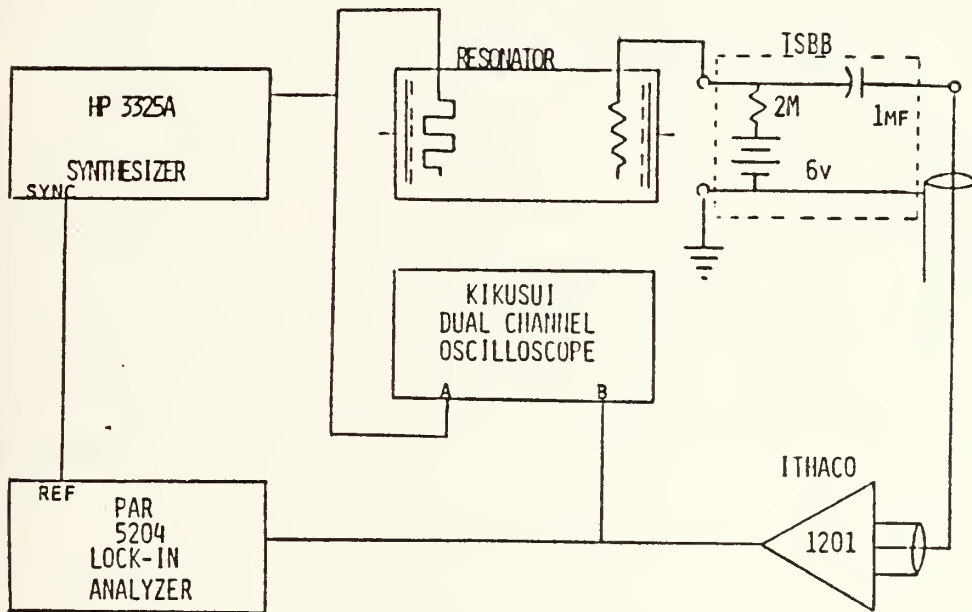 HP 3325A
SYNTHESIZER
SYNC
RESONATOR
TSBB
2M
1MF
6v
KIKUSUI
DUAL CHANNEL
OSCILLOSCOPE
A
B
REF
PAR
5204
LOCK-IN
ANALYZER
ITHACO
1201